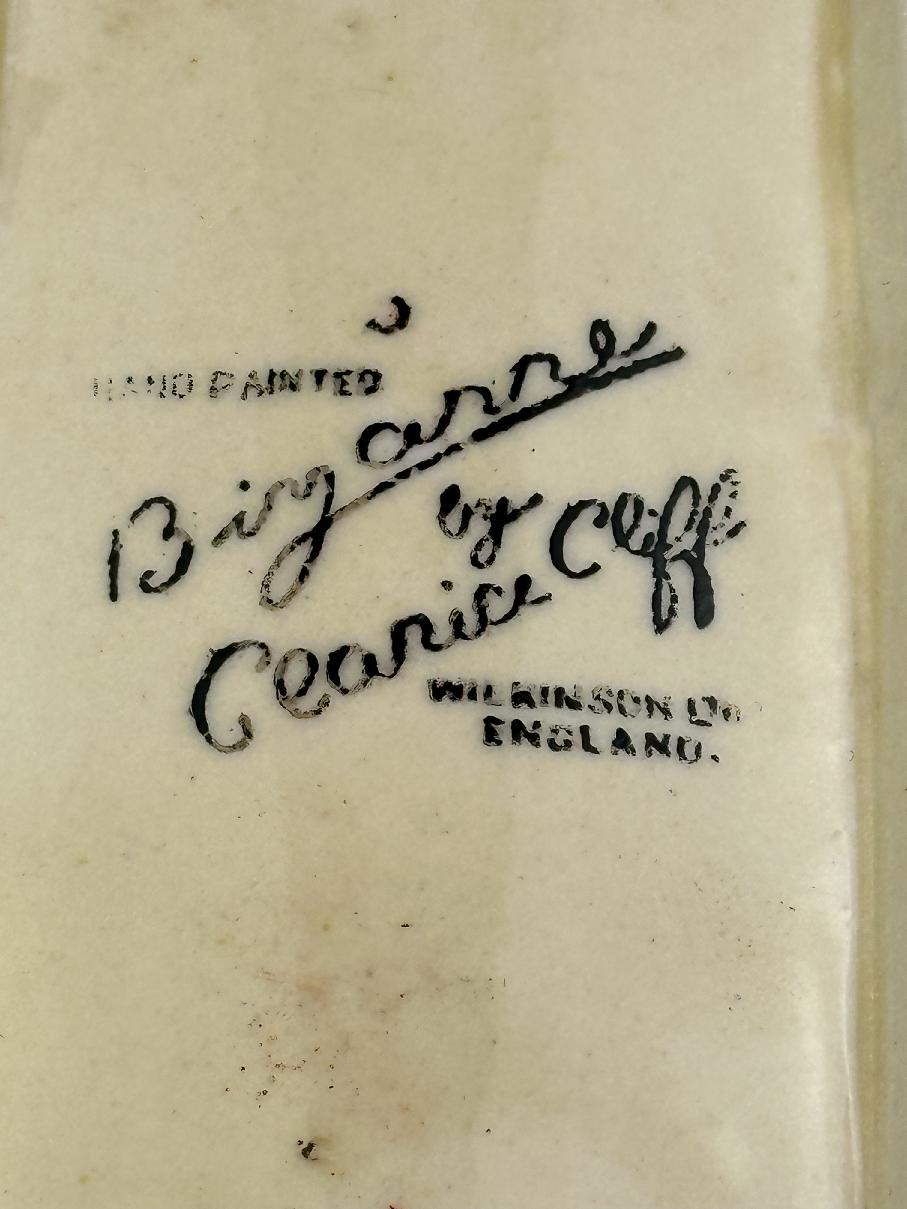 HAND PAINTED
Bizarre
by
Clarice Cliff
WILKINSON LTD
ENGLAND.